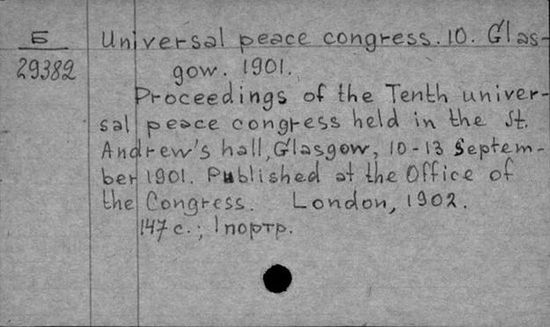 Б
29382
Universal peace congress. 10. Glas-
gow. 1901.
Proceedings of the Tenth univer-
sal peace congress held in the St.
Andrew's hall, Glasgow, 10-13 Septem-
ber 1901. Published at the Office of
the Congress. London, 1902.
147 с.; 1 портр.